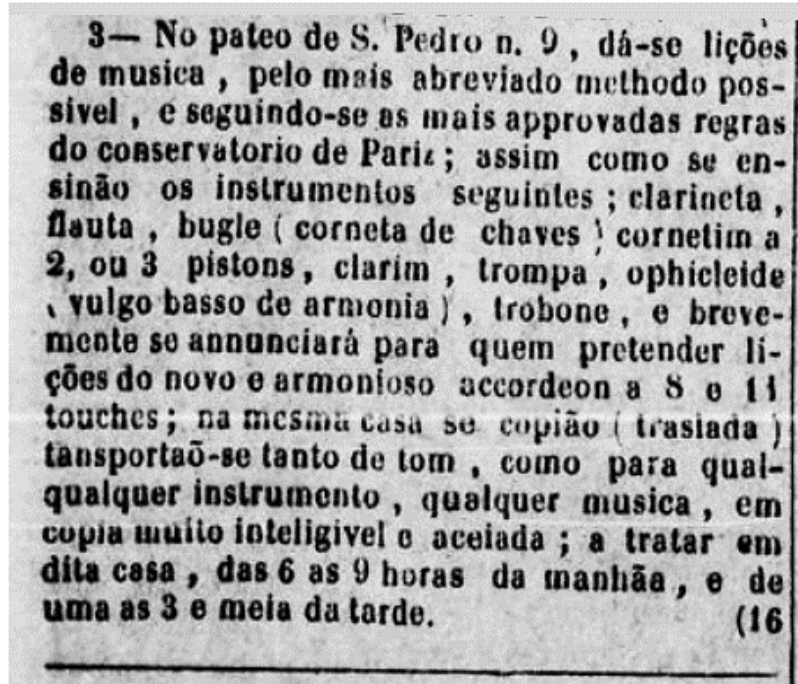 3— No pateo de S. Pedro n. 9, dá-se lições
de musica, pelo mais abreviado methodo pos-
sivel, e seguindo-se as mais approvadas regras
do conservatorio de Pariz; assim como se en-
sinão os instrumentos seguintes; clarineta,
flauta, bugle (corneta de chaves) cornetim a
2, ou 3 pistons, clarim, trompa, ophicleide
(vulgo basso de armonia), trobone, e breve-
mente se annunciará para quem pretender li-
ções do novo e armonioso accordeon a 8 e 11
touches; na mesma casa se copião (traslada)
tansportaõ-se tanto de tom, como para qual-
qualquer instrumento, qualquer musica, em
copia muito inteligivel e aceiada; a tratar em
dita casa, das 6 as 9 horas da manhãa, e de
uma as 3 e meia da tarde. (16